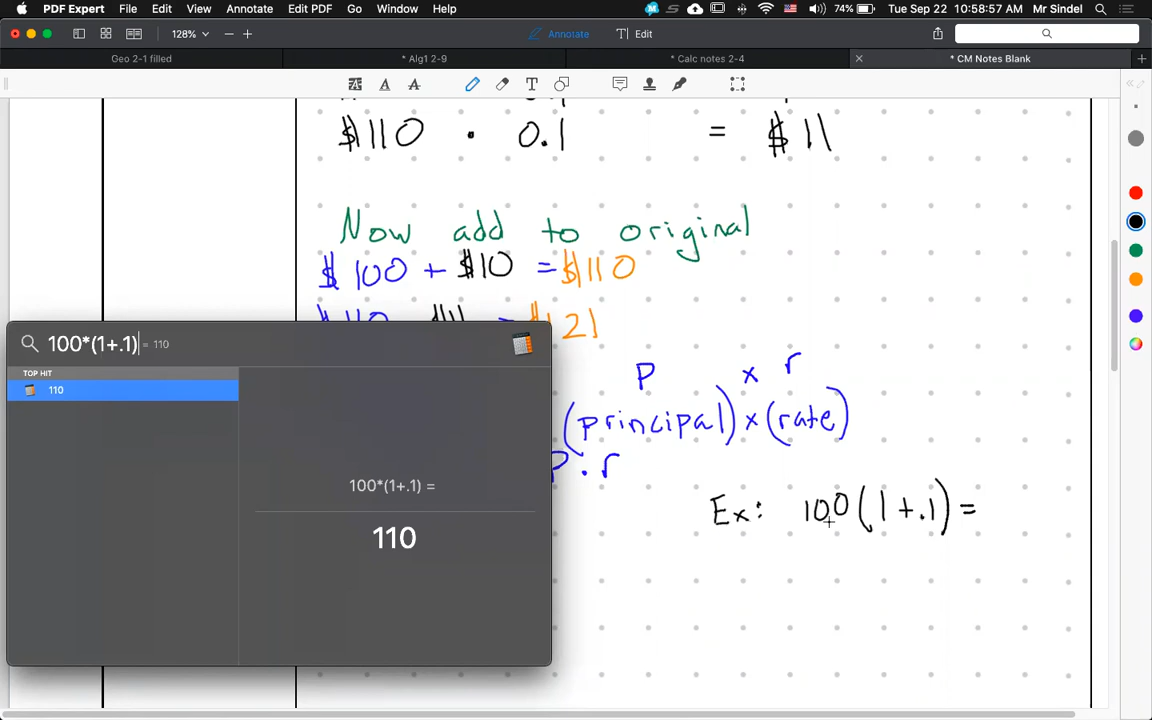 PDF Expert File Edit View Annotate Edit PDF Go Window Help 74% Tue Sep 22 10:58:57 AM Mr Sindel
128% Annotate Edit
Geo 2-1 filled * Alg1 2-9 * Calc notes 2-4 * CM Notes Blank
$110 · 0.1 = $11
Now add to original
$100 + $10 = $110
100*(1+.1) = 110
TOP HIT
110
100*(1+.1) =
110
P x r
(principal) x (rate)
P · r
Ex: 100(1+.1) =